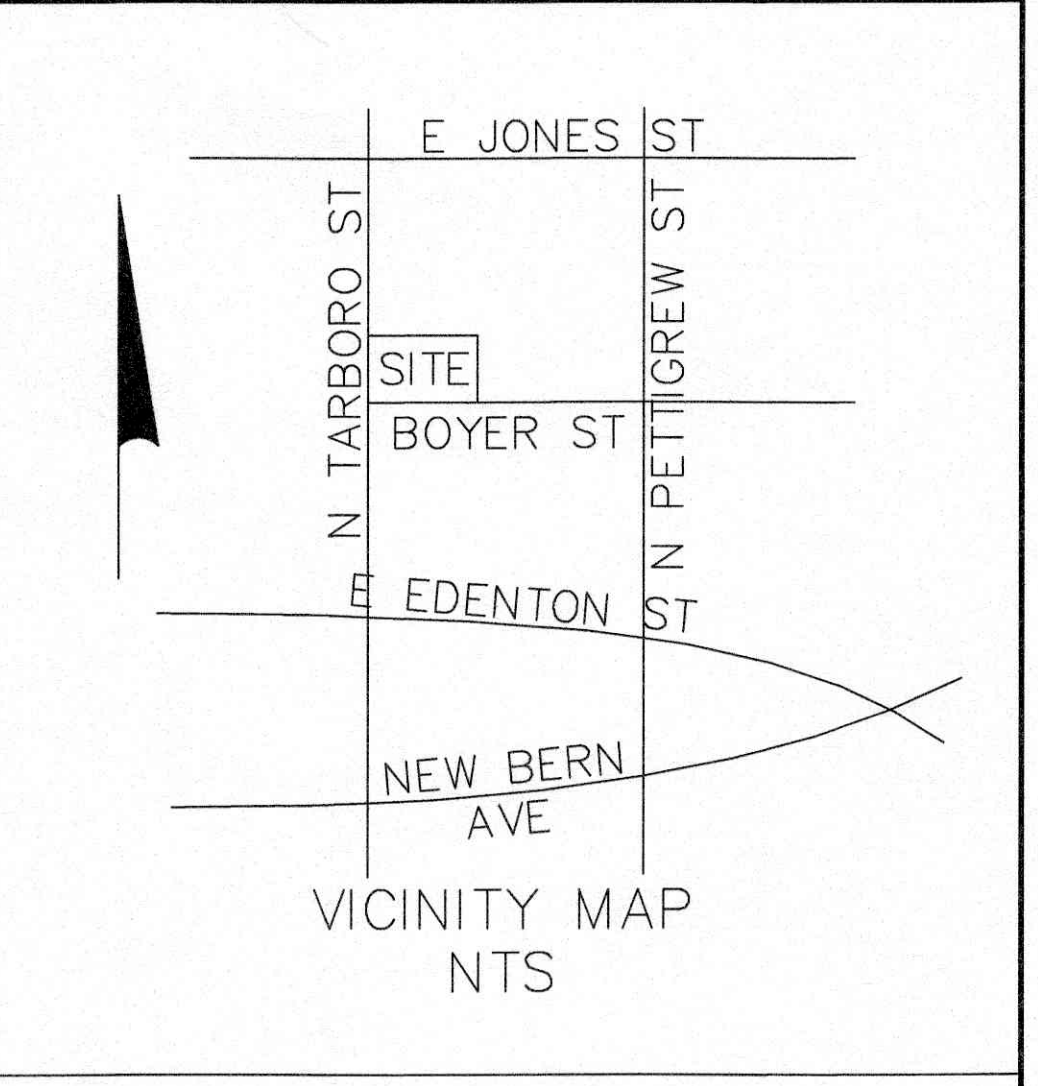 E JONES ST
N TARBORO ST
N PETTIGREW ST
SITE
BOYER ST
E EDENTON ST
NEW BERN
AVE
VICINITY MAP
NTS